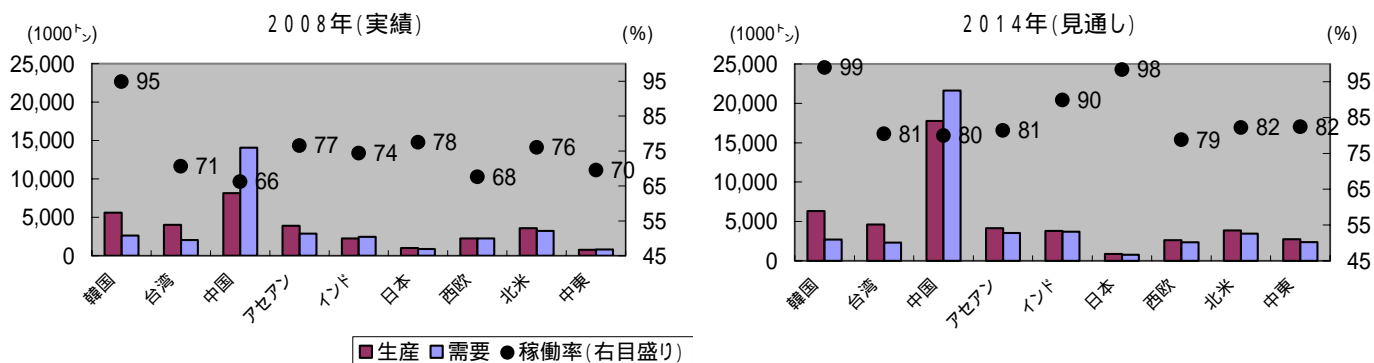 2008年(実績)
(1000トン)
(%)
25,000
20,000
15,000
10,000
5,000
0
95
85
75
65
55
45
95
71
66
77
74
78
68
76
70
韓国
台湾
中国
アセアン
インド
日本
西欧
北米
中東
2014年(見通し)
(1000トン)
(%)
25,000
20,000
15,000
10,000
5,000
0
95
85
75
65
55
45
99
81
80
81
90
98
79
82
82
韓国
台湾
中国
アセアン
インド
日本
西欧
北米
中東
生産 需要 稼働率(右目盛り)